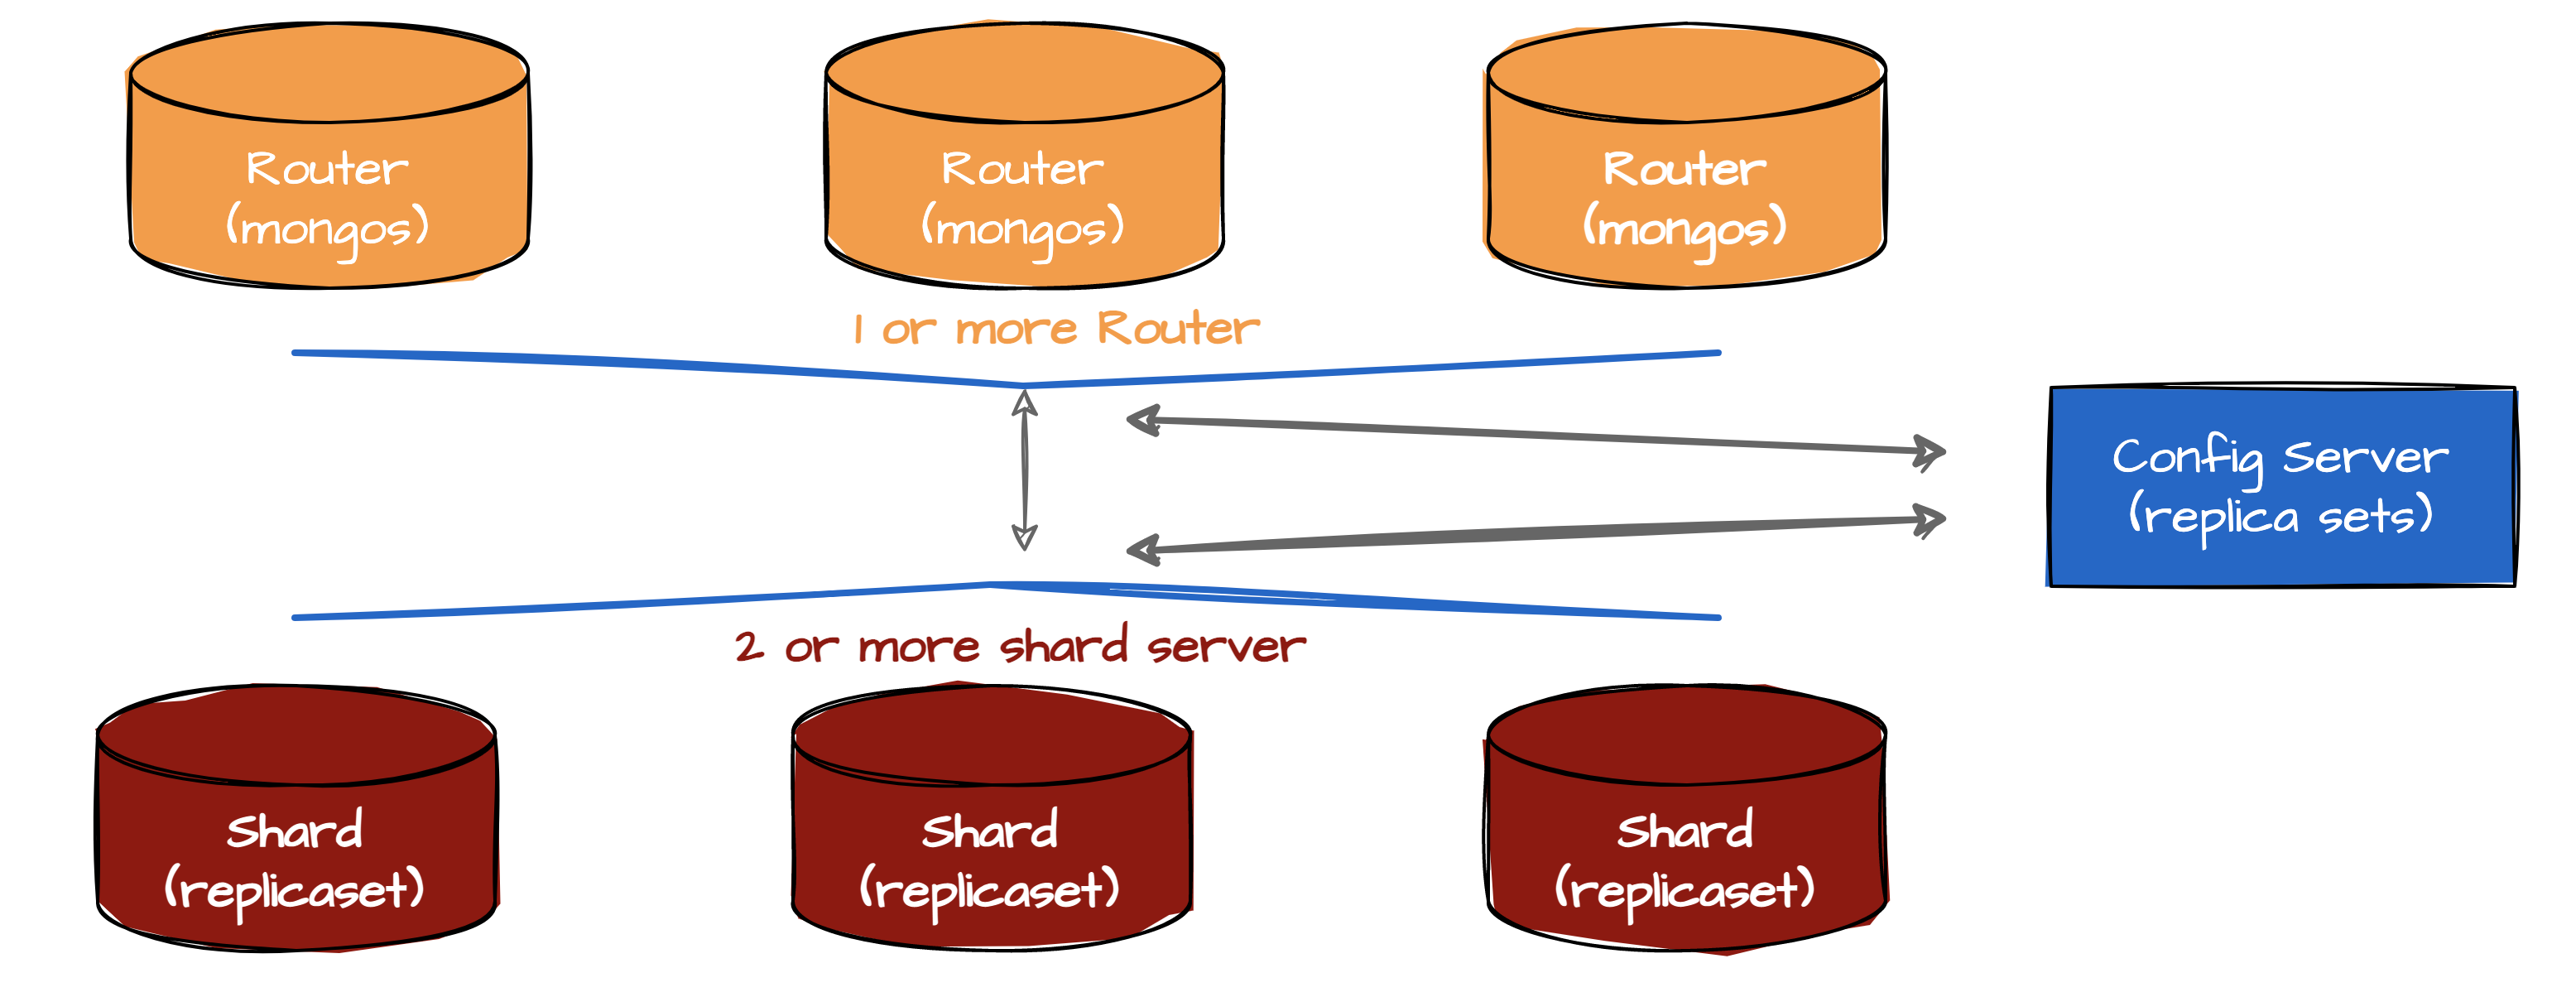 Router
(mongos)
Router
(mongos)
Router
(mongos)
1 or more Router
Config Server
(replica sets)
2 or more shard server
Shard
(replicaset)
Shard
(replicaset)
Shard
(replicaset)